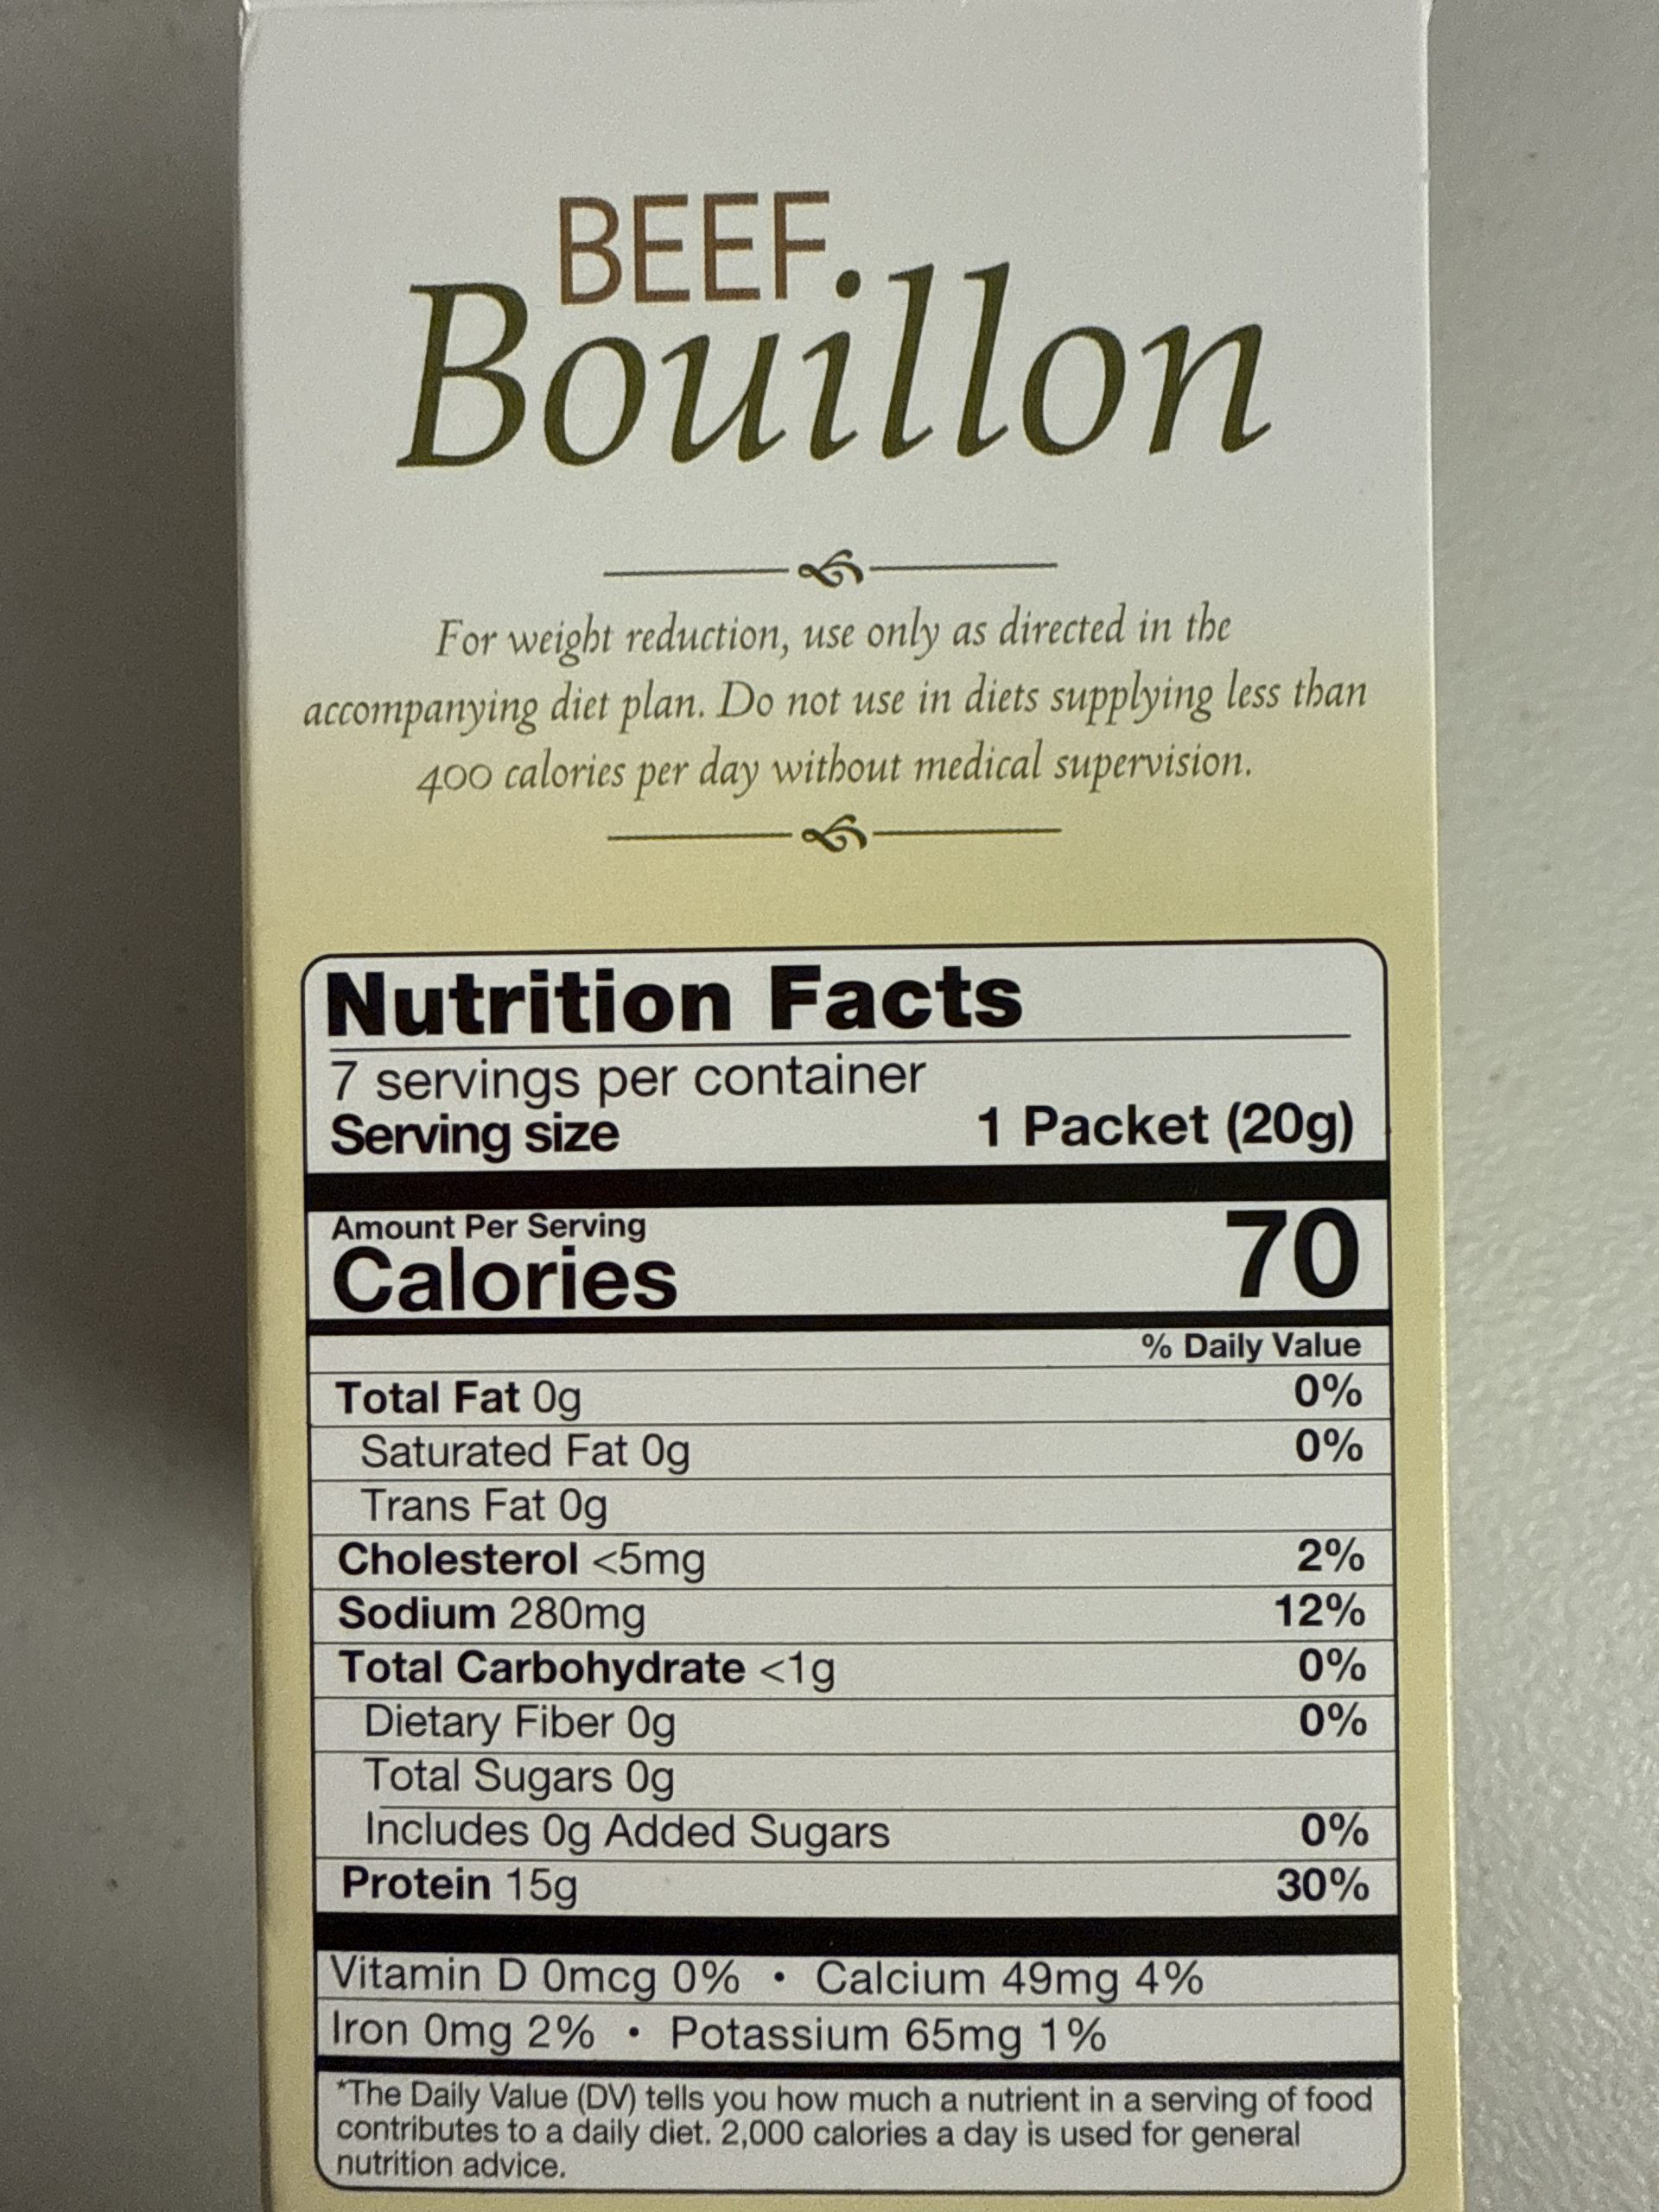 BEEF
Bouillon
For weight reduction, use only as directed in the
accompanying diet plan. Do not use in diets supplying less than
400 calories per day without medical supervision.
Nutrition Facts
7 servings per container
Serving size 1 Packet (20g)
Amount Per Serving
Calories 70
% Daily Value
Total Fat 0g 0%
Saturated Fat 0g 0%
Trans Fat 0g
Cholesterol <5mg 2%
Sodium 280mg 12%
Total Carbohydrate <1g 0%
Dietary Fiber 0g 0%
Total Sugars 0g
Includes 0g Added Sugars 0%
Protein 15g 30%
Vitamin D 0mcg 0% • Calcium 49mg 4%
Iron 0mg 2% • Potassium 65mg 1%
*The Daily Value (DV) tells you how much a nutrient in a serving of food
contributes to a daily diet. 2,000 calories a day is used for general
nutrition advice.